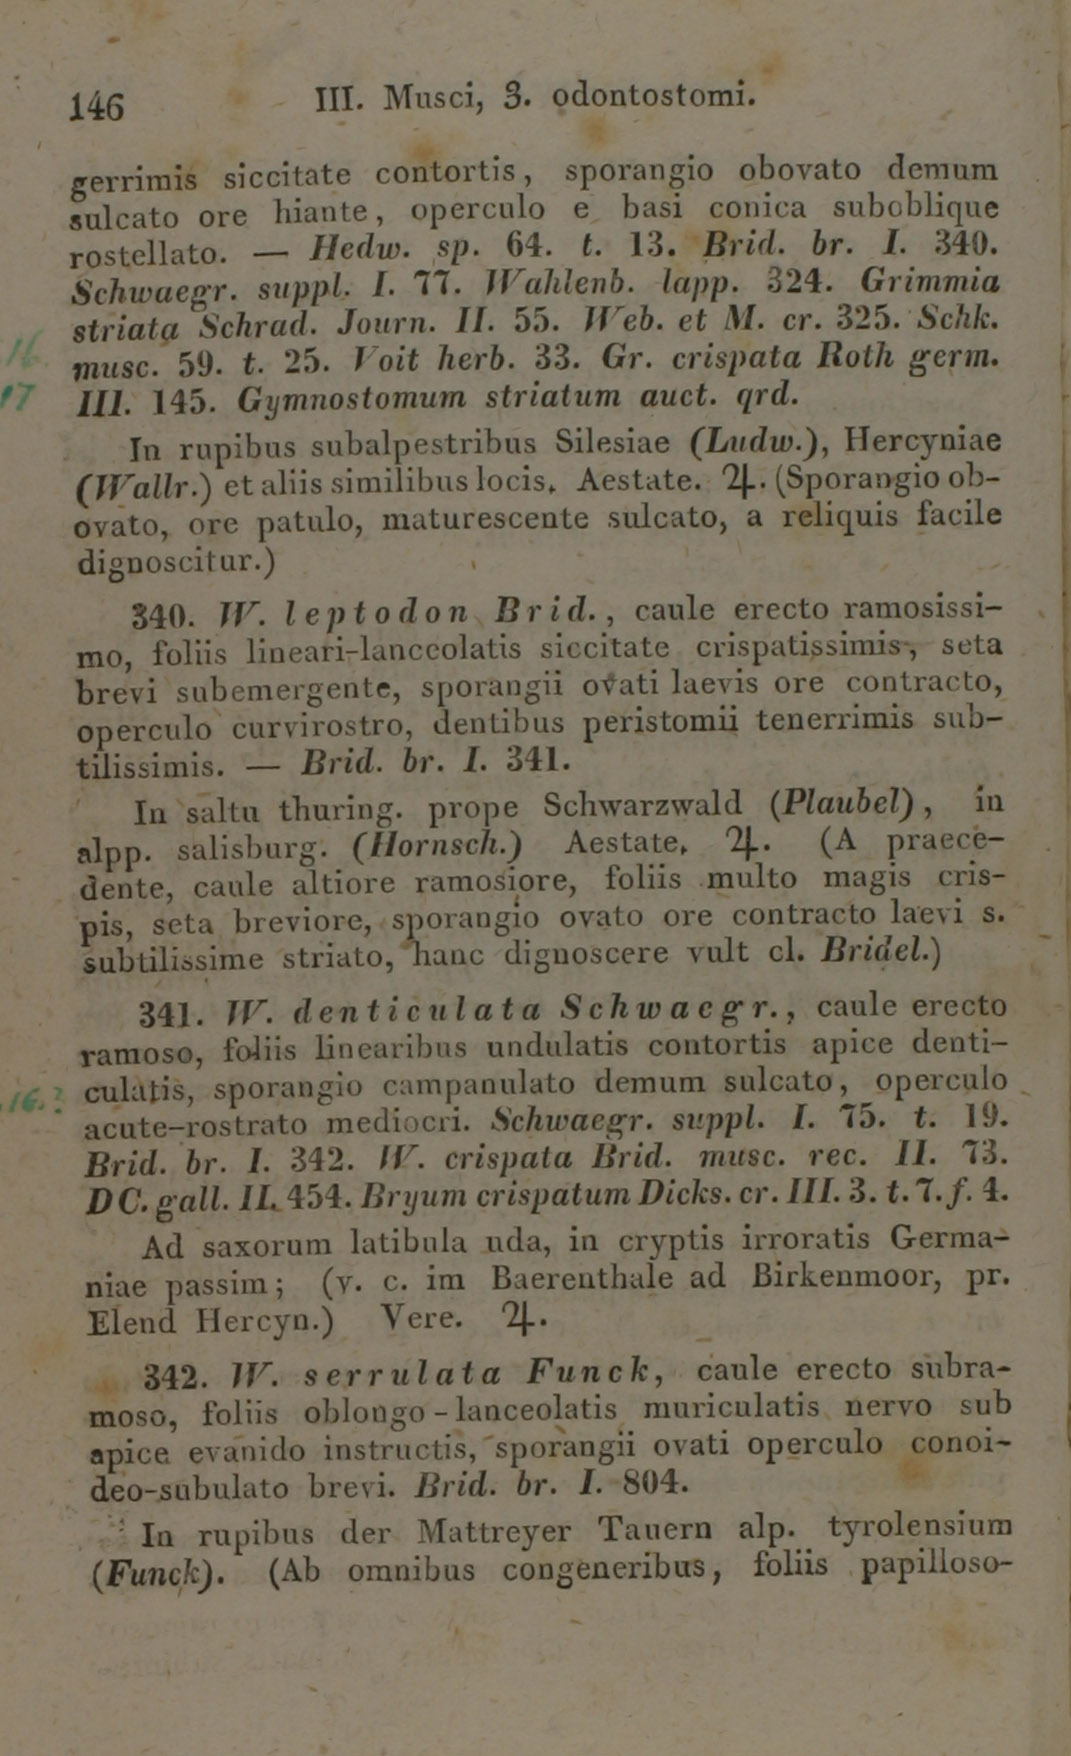 146 III. Musci, 3. odontostomi.
gerrimis siccitate contortis, sporangio obovato demum
sulcato ore hiante, operculo e basi conica suboblique
rostellato. — Hedw. sp. 64. t. 13. Brid. br. I. 340.
Schwaegr. suppl. I. 77. Wahlenb. lapp. 324. Grimmia
striata Schrad. Journ. II. 55. Web. et M. cr. 325. Schk.
16
musc. 59. t. 25. Voit herb. 33. Gr. crispata Roth germ.
17
III. 145. Gymnostomum striatum auct. qrd.
In rupibus subalpestribus Silesiae (Ludw.), Hercyniae
(Wallr.) et aliis similibus locis. Aestate. ♃. (Sporangio ob-
ovato, ore patulo, maturescente sulcato, a reliquis facile
dignoscitur.)
340. W. leptodon Brid., caule erecto ramosissi-
mo, foliis lineari-lanceolatis siccitate crispatissimis, seta
brevi subemergente, sporangii ovati laevis ore contracto,
operculo curvirostro, dentibus peristomii tenerrimis sub-
tilissimis. — Brid. br. I. 341.
In saltu thuring. prope Schwarzwald (Plaubel), in
alpp. salisburg. (Hornsch.) Aestate. ♃. (A praece-
dente, caule altiore ramosiore, foliis multo magis cris-
pis, seta breviore, sporangio ovato ore contracto laevi s.
subtilissime striato, hanc dignoscere vult cl. Bridel.)
341. W. denticulata Schwaegr., caule erecto
ramoso, foliis linearibus undulatis contortis apice denti-
16.?
culatis, sporangio campanulato demum sulcato, operculo
acute-rostrato mediocri. Schwaegr. suppl. I. 75. t. 19.
Brid. br. I. 342. W. crispata Brid. musc. rec. II. 73.
DC. gall. II. 454. Bryum crispatum Dicks. cr. III. 3. t. 7. f. 4.
Ad saxorum latibula uda, in cryptis irroratis Germa-
niae passim; (v. c. im Baerenthale ad Birkenmoor, pr.
Elend Hercyn.) Vere. ♃.
342. W. serrulata Funck, caule erecto subra-
moso, foliis oblongo-lanceolatis muriculatis nervo sub
apice evanido instructis, sporangii ovati operculo conoi-
deo-subulato brevi. Brid. br. I. 804.
In rupibus der Mattreyer Tauern alp. tyrolensium
(Funck). (Ab omnibus congeneribus, foliis papilloso-